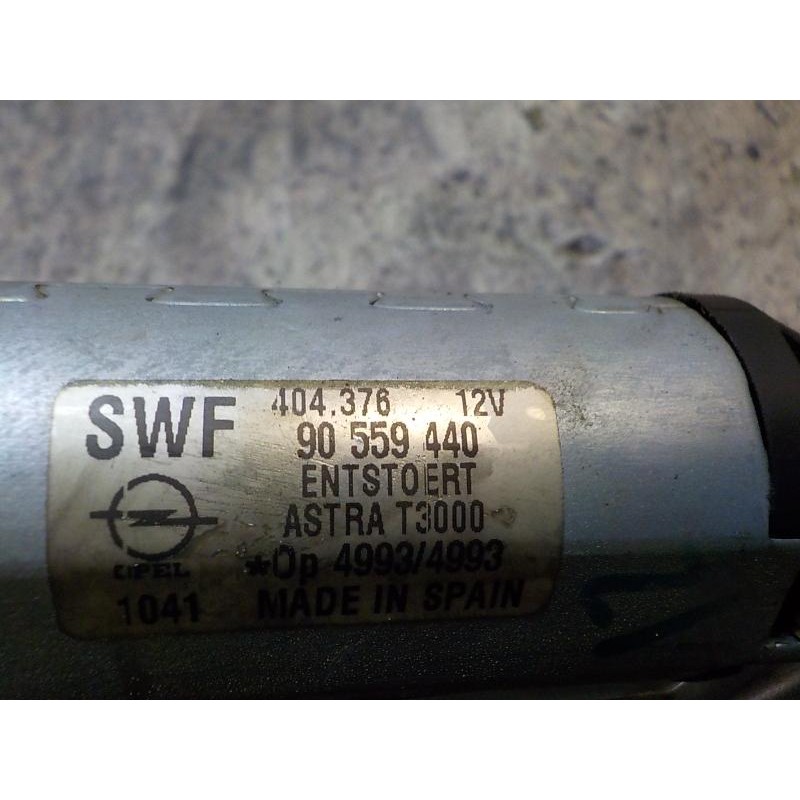 SWF 404.376 12V
90 559 440
ENTSTOERT
ASTRA T3000
OPEL *Op 4993/4993
1041 MADE IN SPAIN